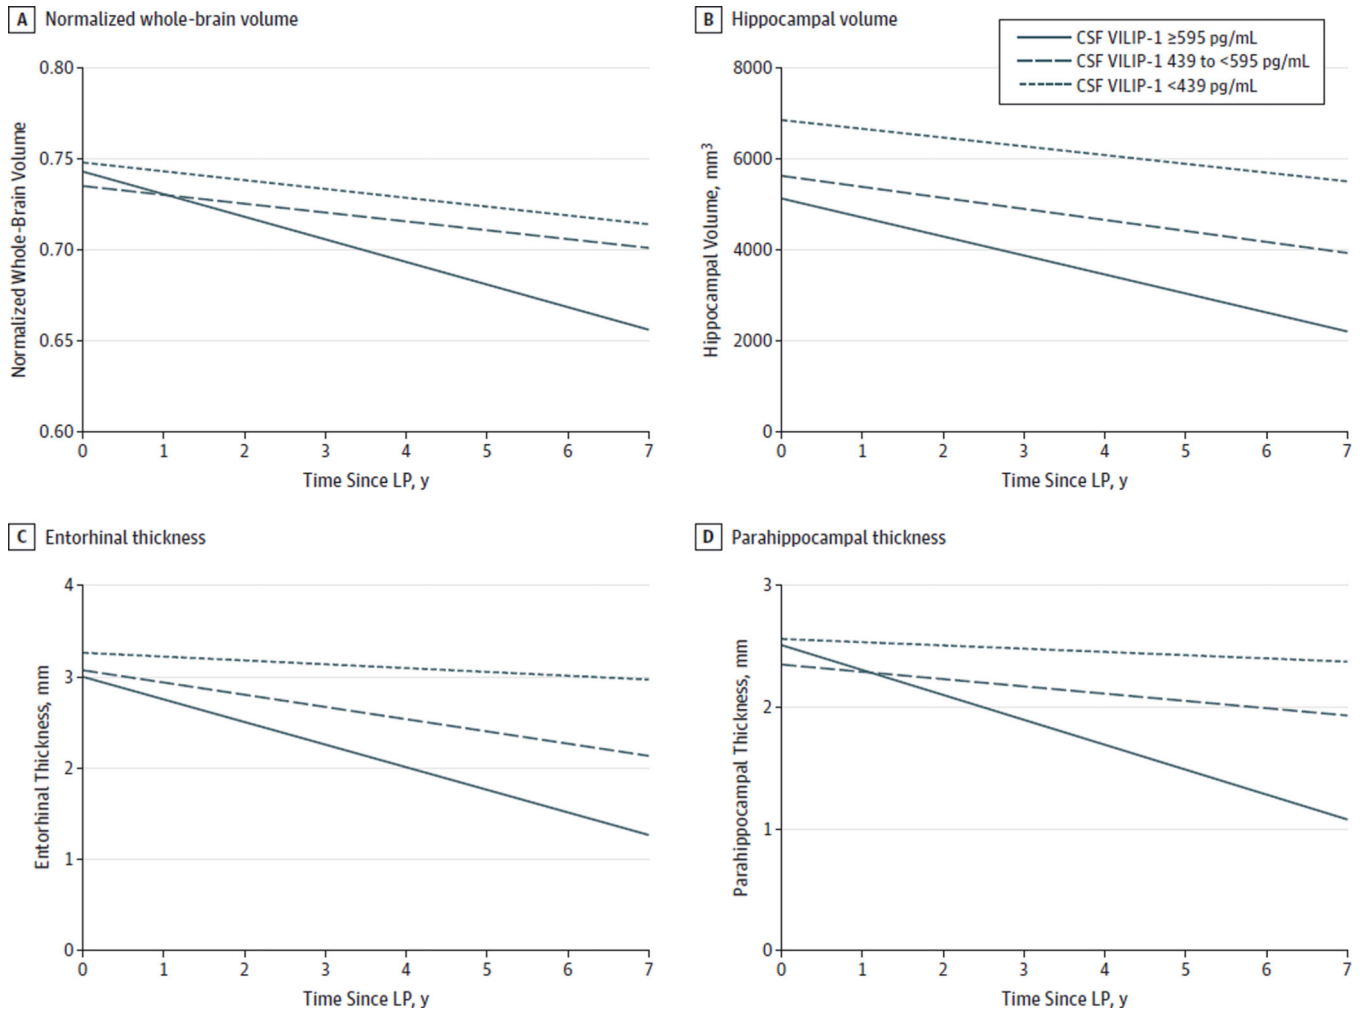 A Normalized whole-brain volume
0.80
0.75
0.70
0.65
0.60
Normalized Whole-Brain Volume
0 1 2 3 4 5 6 7
Time Since LP, y
B Hippocampal volume
CSF VILIP-1 ≥595 pg/mL
CSF VILIP-1 439 to <595 pg/mL
CSF VILIP-1 <439 pg/mL
8000
6000
4000
2000
0
Hippocampal Volume, mm³
0 1 2 3 4 5 6 7
Time Since LP, y
C Entorhinal thickness
4
3
2
1
0
Entorhinal Thickness, mm
0 1 2 3 4 5 6 7
Time Since LP, y
D Parahippocampal thickness
3
2
1
0
Parahippocampal Thickness, mm
0 1 2 3 4 5 6 7
Time Since LP, y